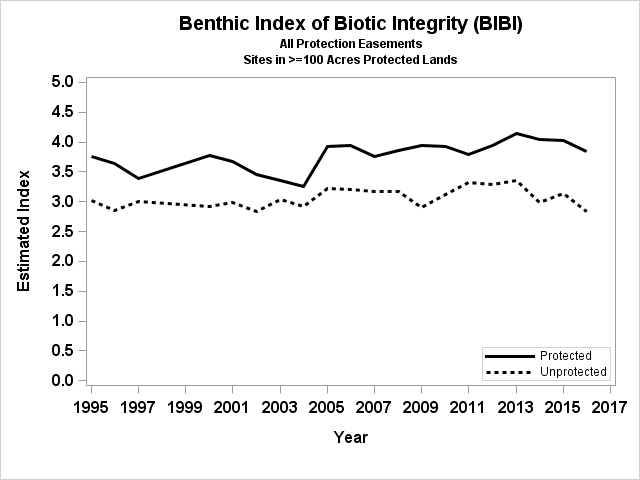 Benthic Index of Biotic Integrity (BIBI)
All Protection Easements
Sites in >=100 Acres Protected Lands
5.0
4.5
4.0
3.5
3.0
2.5
2.0
1.5
1.0
0.5
0.0
Estimated Index
Protected
Unprotected
1995 1997 1999 2001 2003 2005 2007 2009 2011 2013 2015 2017
Year